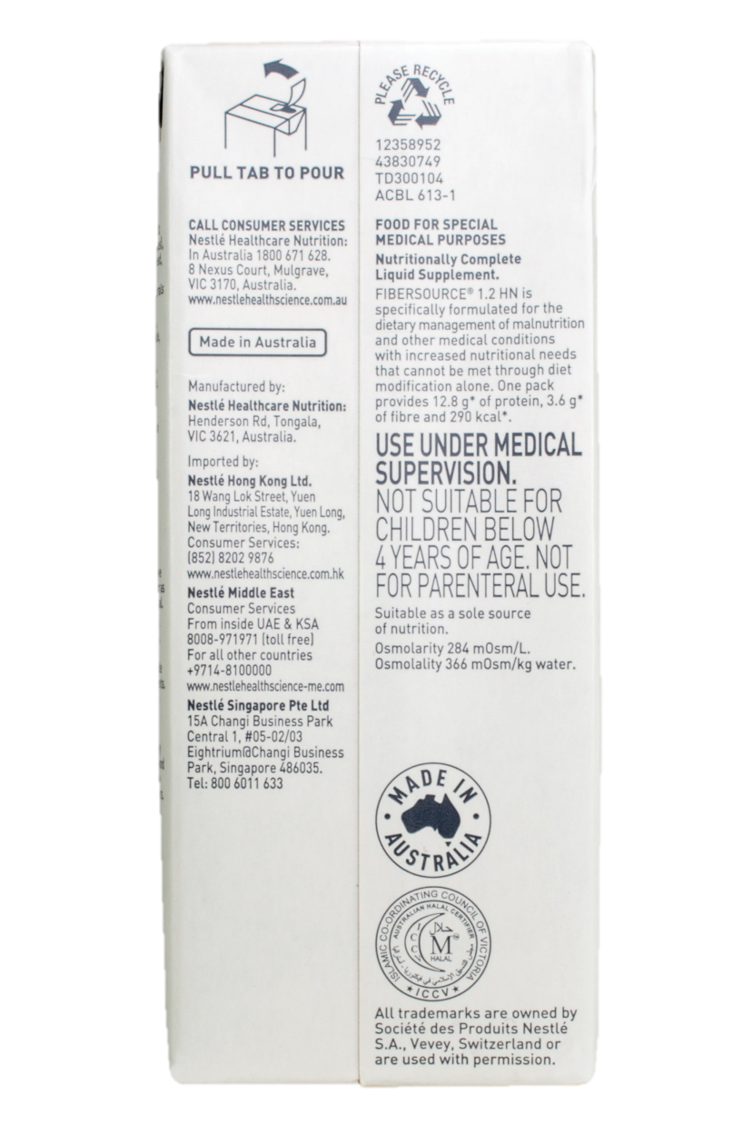 PULL TAB TO POUR
CALL CONSUMER SERVICES
Nestlé Healthcare Nutrition:
In Australia 1800 671 628.
8 Nexus Court, Mulgrave,
VIC 3170, Australia.
www.nestlehealthscience.com.au
Made in Australia
Manufactured by:
Nestlé Healthcare Nutrition:
Henderson Rd, Tongala,
VIC 3621, Australia.
Imported by:
Nestlé Hong Kong Ltd.
18 Wang Lok Street, Yuen
Long Industrial Estate, Yuen Long,
New Territories, Hong Kong.
Consumer Services:
(852) 8202 9876
www.nestlehealthscience.com.hk
Nestlé Middle East
Consumer Services
From inside UAE & KSA
8008-971971 (toll free)
For all other countries
+9714-8100000
www.nestlehealthscience-me.com
Nestlé Singapore Pte Ltd
15A Changi Business Park
Central 1, #05-02/03
Eightrium@Changi Business
Park, Singapore 486035.
Tel: 800 6011 633
PLEASE RECYCLE
12358952
43830749
TD300104
ACBL 613-1
FOOD FOR SPECIAL
MEDICAL PURPOSES
Nutritionally Complete
Liquid Supplement.
FIBERSOURCE® 1.2 HN is
specifically formulated for the
dietary management of malnutrition
and other medical conditions
with increased nutritional needs
that cannot be met through diet
modification alone. One pack
provides 12.8 g* of protein, 3.6 g*
of fibre and 290 kcal*.
USE UNDER MEDICAL
SUPERVISION.
NOT SUITABLE FOR
CHILDREN BELOW
4 YEARS OF AGE. NOT
FOR PARENTERAL USE.
Suitable as a sole source
of nutrition.
Osmolarity 284 mOsm/L.
Osmolality 366 mOsm/kg water.
MADE IN
AUSTRALIA
ISLAMIC CO-ORDINATING COUNCIL OF VICTORIA
AUSTRALIAN HALAL CERTIFIER
حلال
M™
HALAL
ICCV
All trademarks are owned by
Société des Produits Nestlé
S.A., Vevey, Switzerland or
are used with permission.